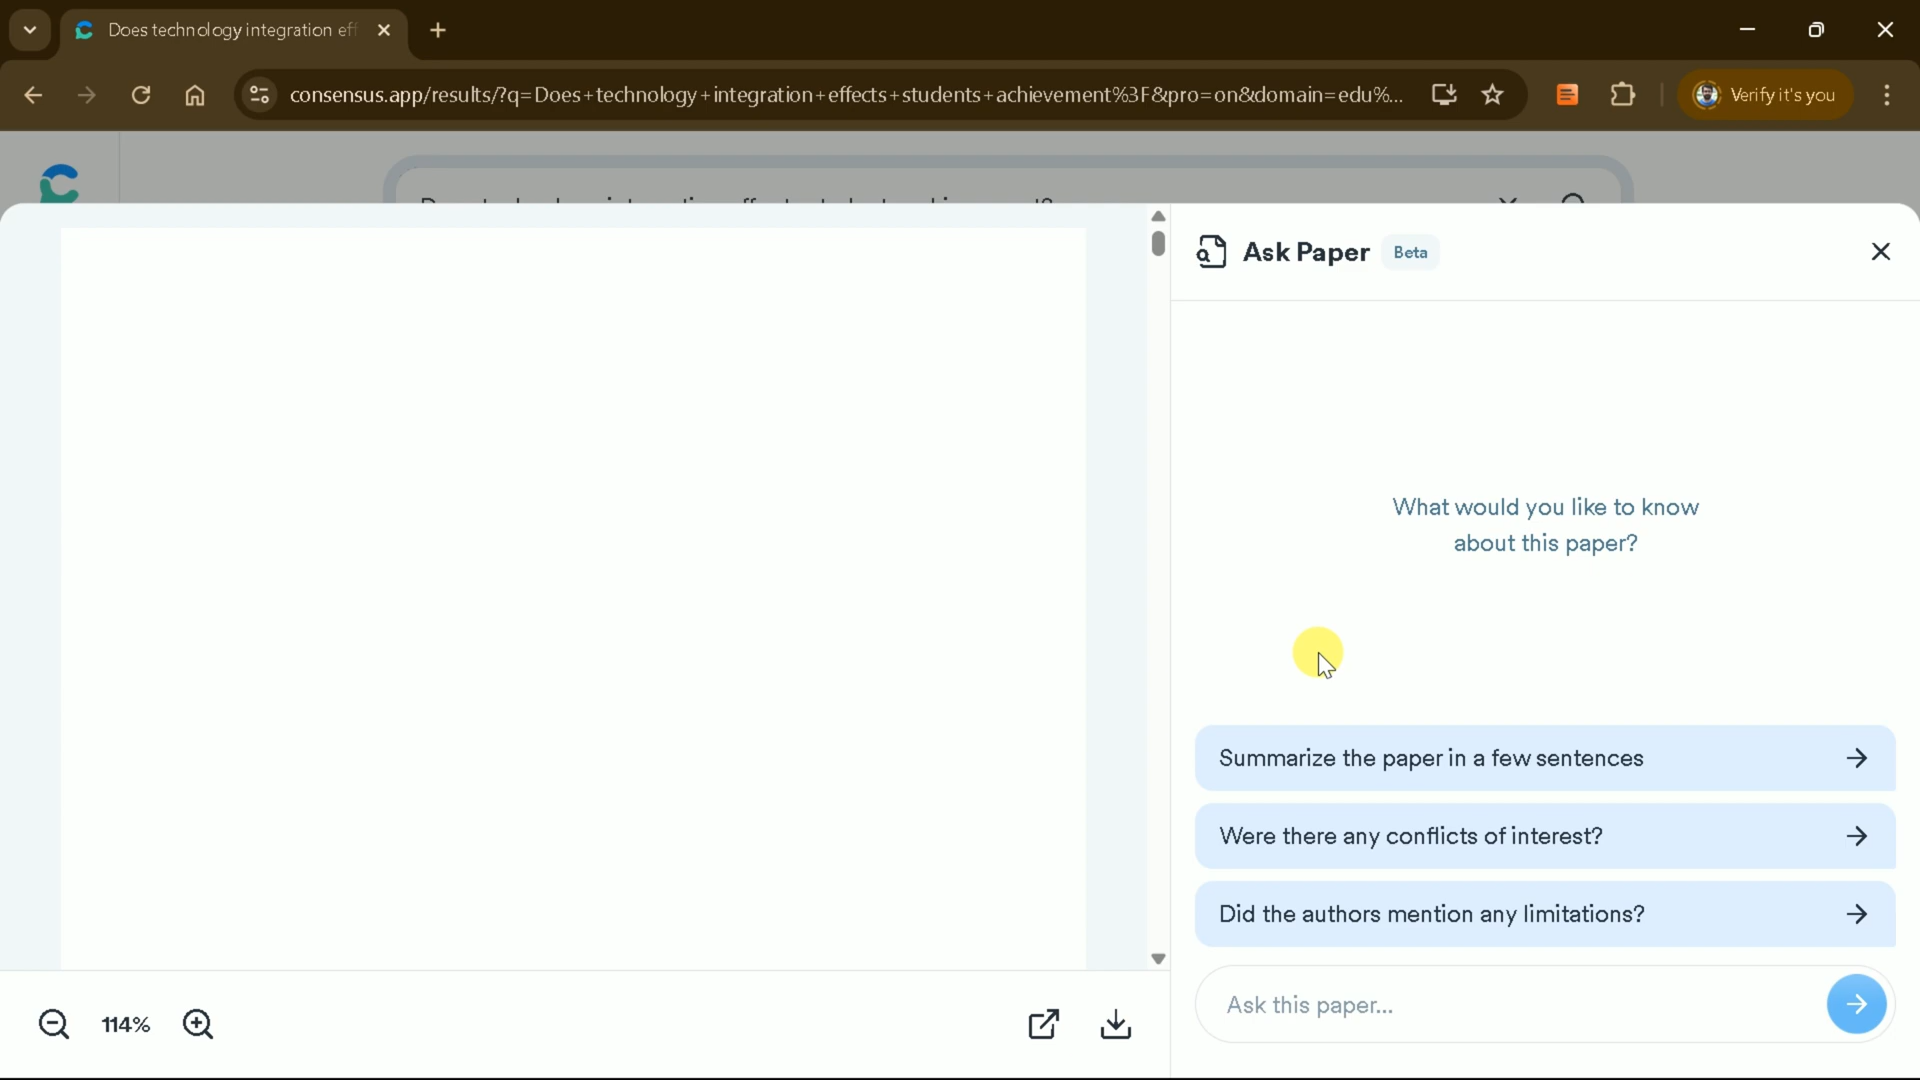 Does technology integration eff
consensus.app/results/?q=Does+technology+integration+effects+students+achievement%3F&pro=on&domain=edu%...
Verify it's you
Ask Paper
Beta
What would you like to know
about this paper?
Summarize the paper in a few sentences
Were there any conflicts of interest?
Did the authors mention any limitations?
Ask this paper...
114%